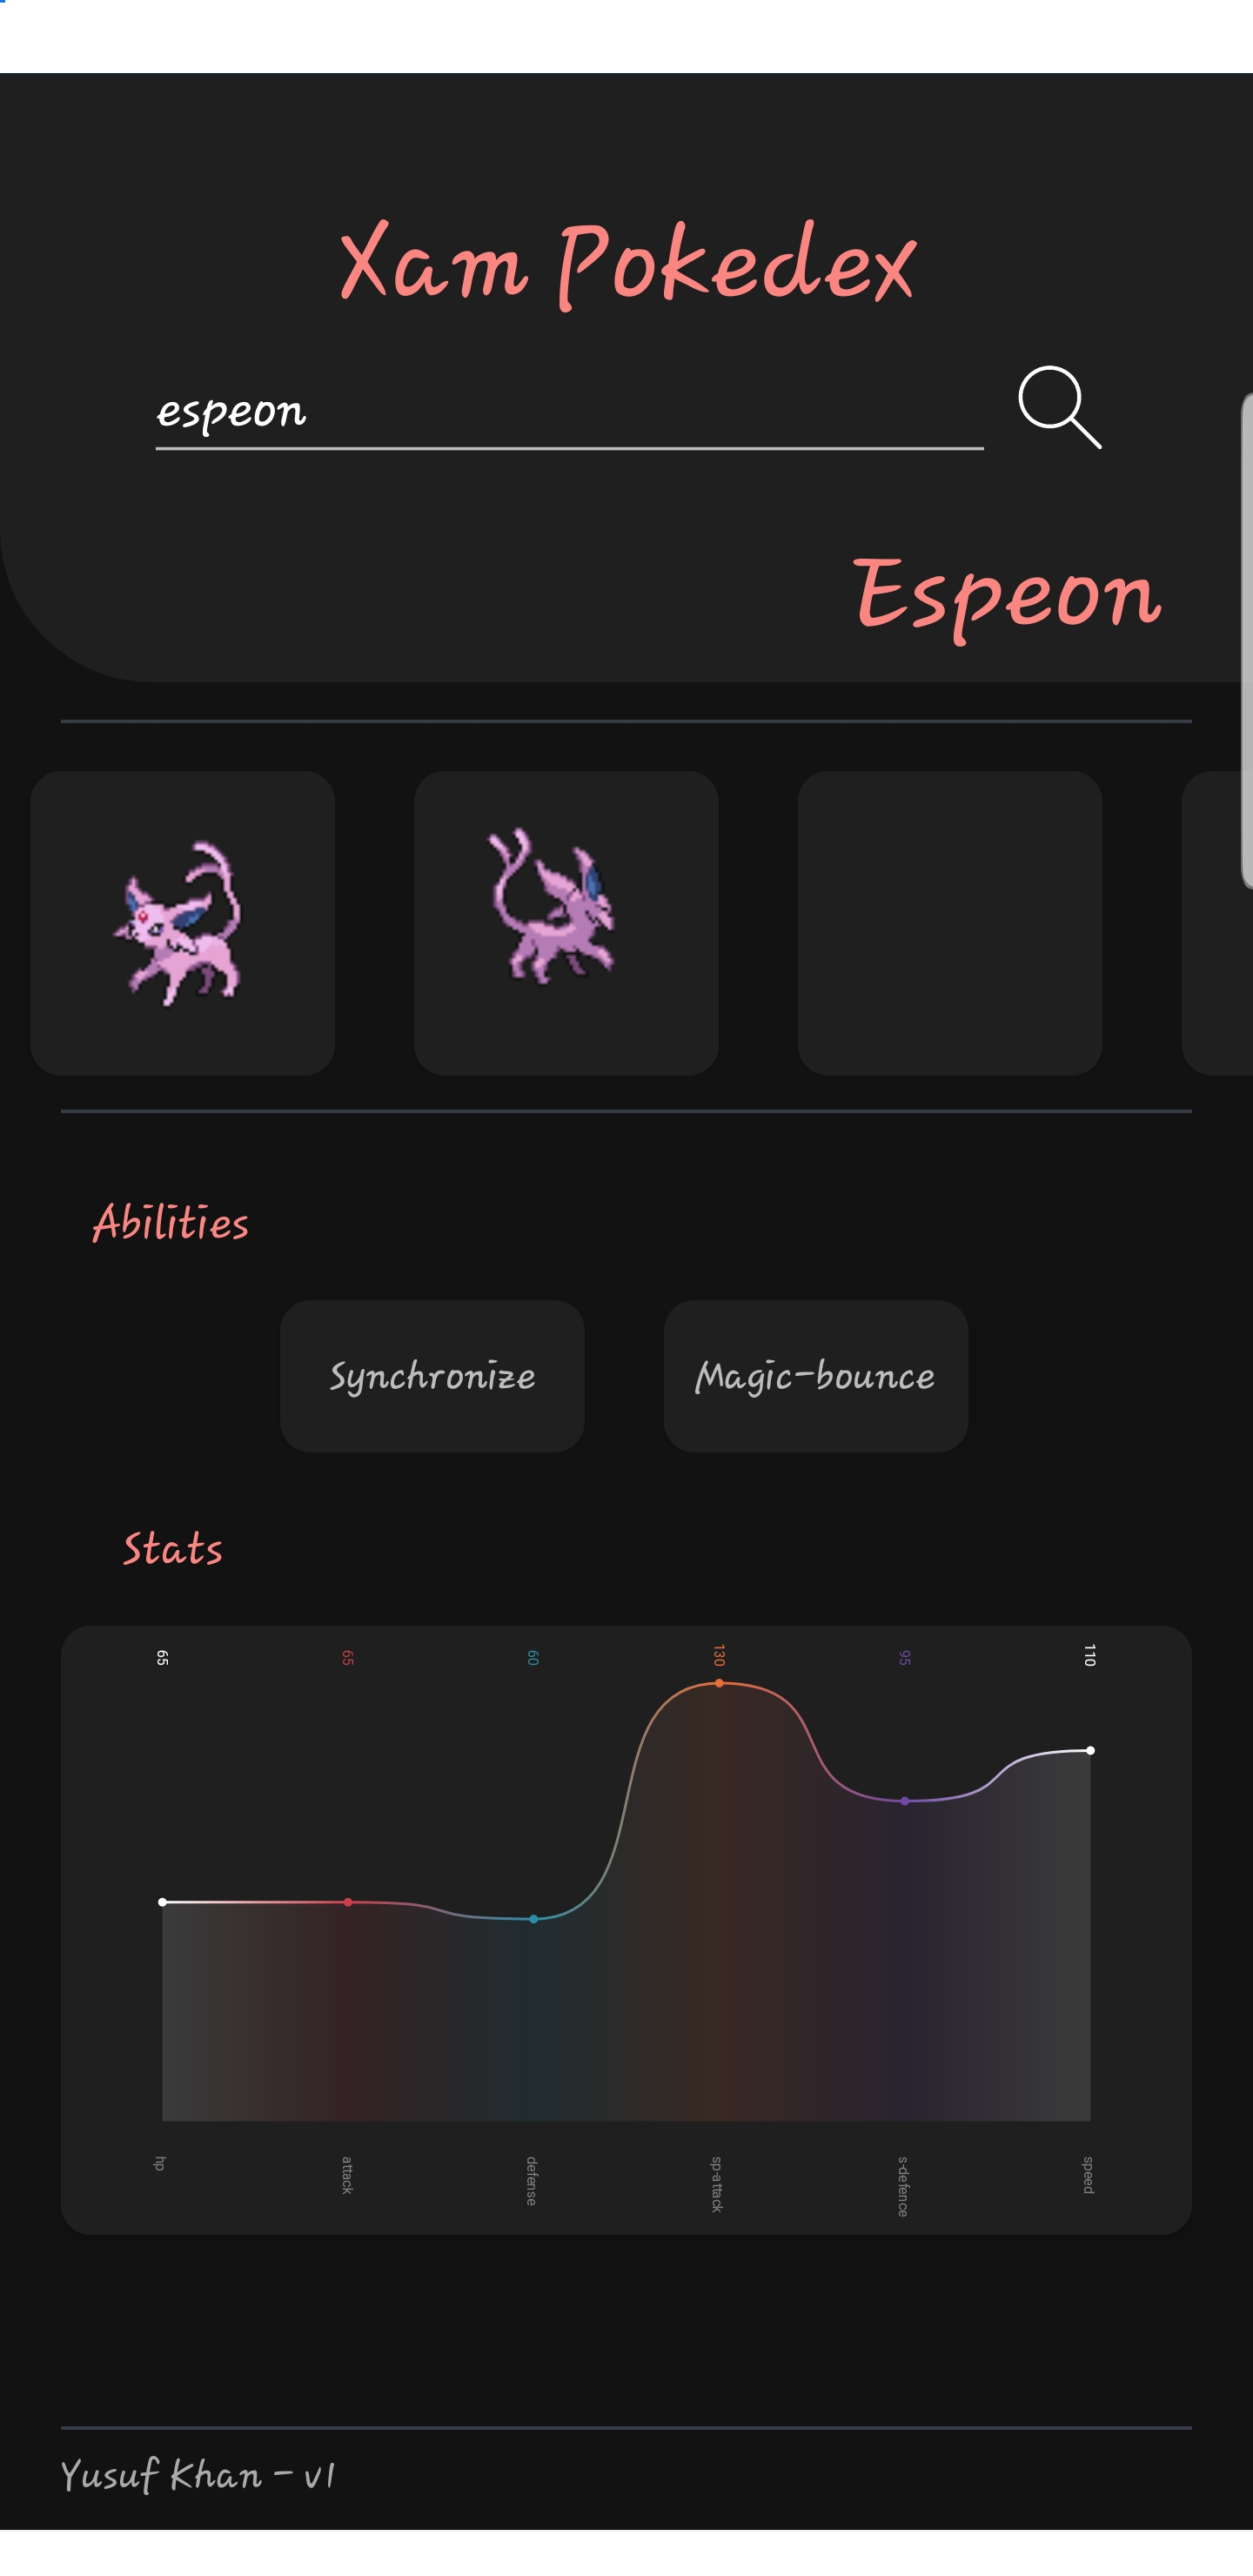 Xam Pokedex
espeon
Espeon
Abilities
Synchronize
Magic-bounce
Stats
65 65 60 130 95 110
hp attack defense sp-attack s-defence speed
Yusuf Khan - v1